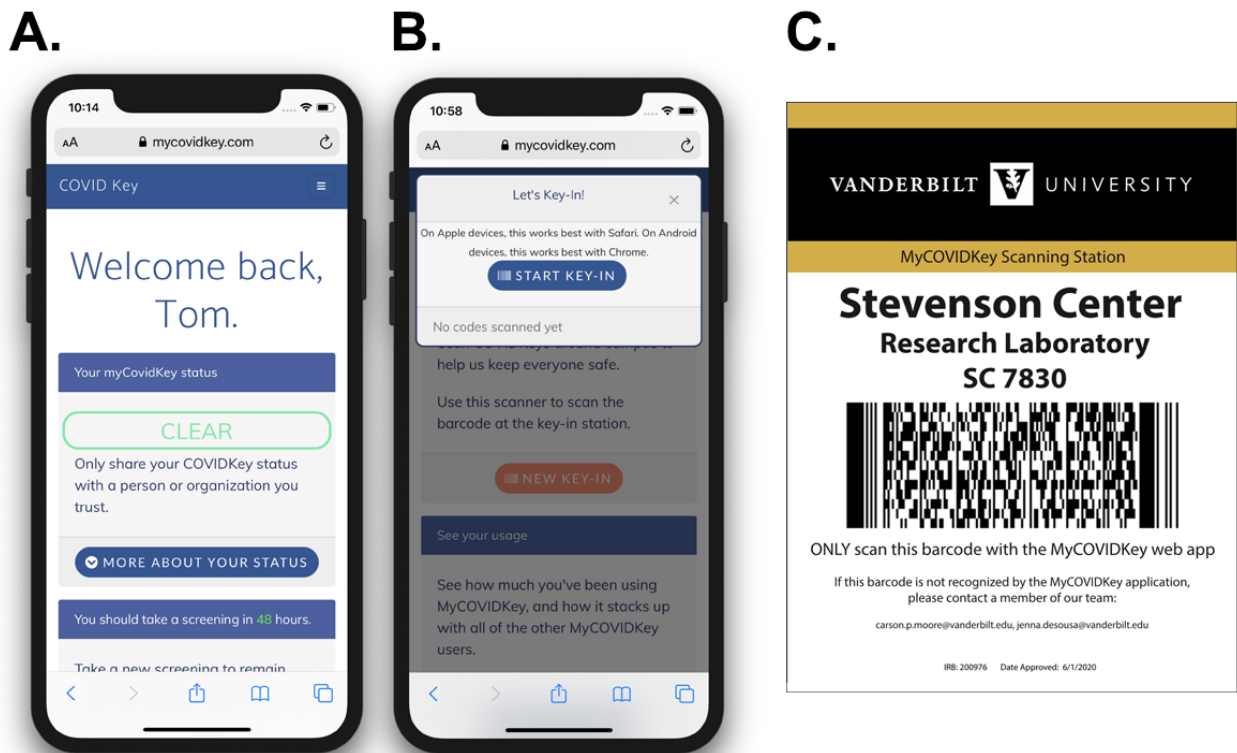 A.
10:14
AA mycovidkey.com
COVID Key
Welcome back,
Tom.
Your myCovidKey status
CLEAR
Only share your COVIDKey status
with a person or organization you
trust.
MORE ABOUT YOUR STATUS
You should take a screening in 48 hours.
Take a new screening to remain
B.
10:58
AA mycovidkey.com
Let's Key-In!
On Apple devices, this works best with Safari. On Android
devices, this works best with Chrome.
START KEY-IN
No codes scanned yet
help us keep everyone safe.
Use this scanner to scan the
barcode at the key-in station.
NEW KEY-IN
See your usage
See how much you've been using
MyCOVIDKey, and how it stacks up
with all of the other MyCOVIDKey
users.
C.
VANDERBILT V UNIVERSITY
MyCOVIDKey Scanning Station
Stevenson Center
Research Laboratory
SC 7830
ONLY scan this barcode with the MyCOVIDKey web app
If this barcode is not recognized by the MyCOVIDKey application,
please contact a member of our team:
carson.p.moore@vanderbilt.edu, jenna.desousa@vanderbilt.edu
IRB: 200976 Date Approved: 6/1/2020